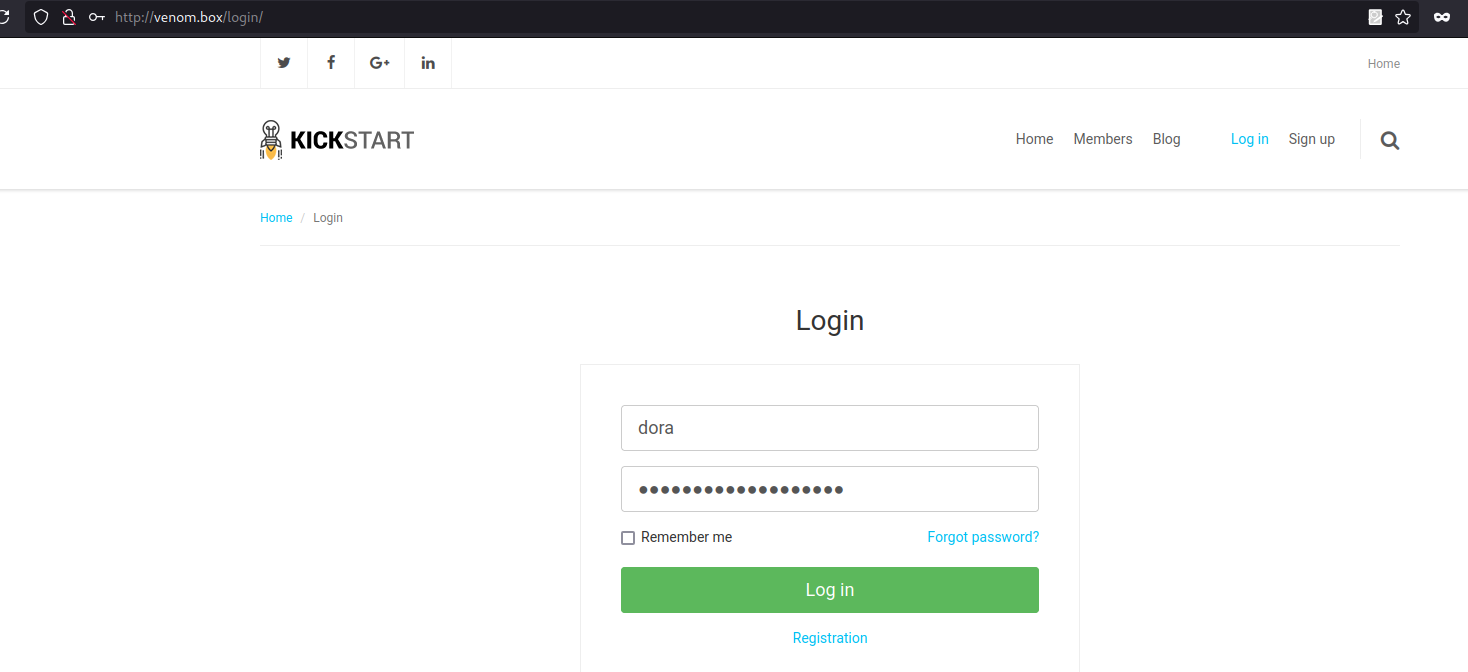 http://venom.box/login/
G+ in Home
KICKSTART Home Members Blog Log in Sign up
Home / Login
Login
dora
Remember me Forgot password?
Log in
Registration